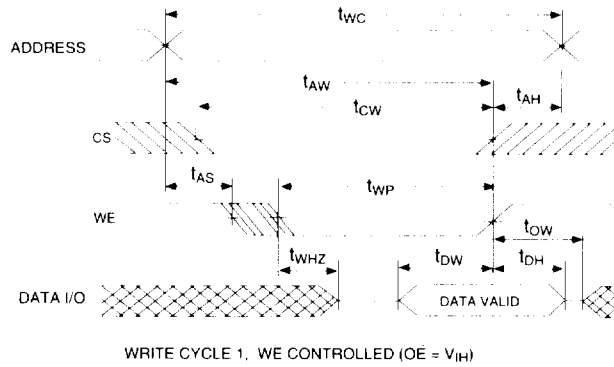 tWC
ADDRESS
tAW
tCW
tAH
CS
tAS
tWP
WE
tOW
tWHZ
tDW
tDH
DATA I/O
DATA VALID
WRITE CYCLE 1, WE CONTROLLED (OE = VIH)